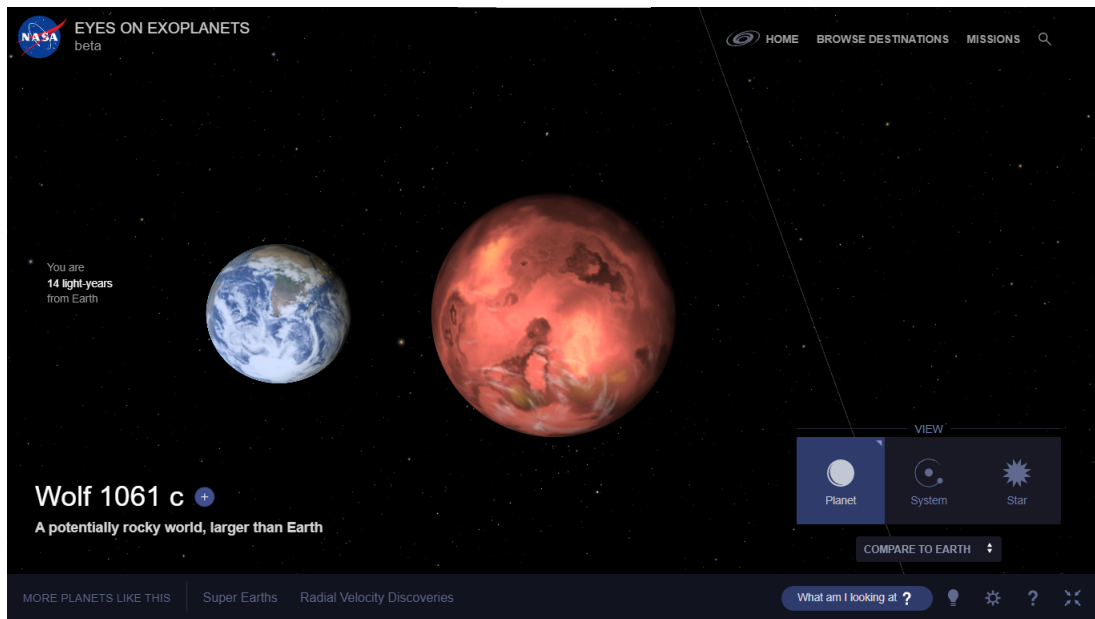 NASA
EYES ON EXOPLANETS
beta
HOME BROWSE DESTINATIONS MISSIONS
You are
14 light-years
from Earth
Wolf 1061 c +
A potentially rocky world, larger than Earth
VIEW
Planet System Star
COMPARE TO EARTH
MORE PLANETS LIKE THIS Super Earths Radial Velocity Discoveries
What am I looking at ? ?